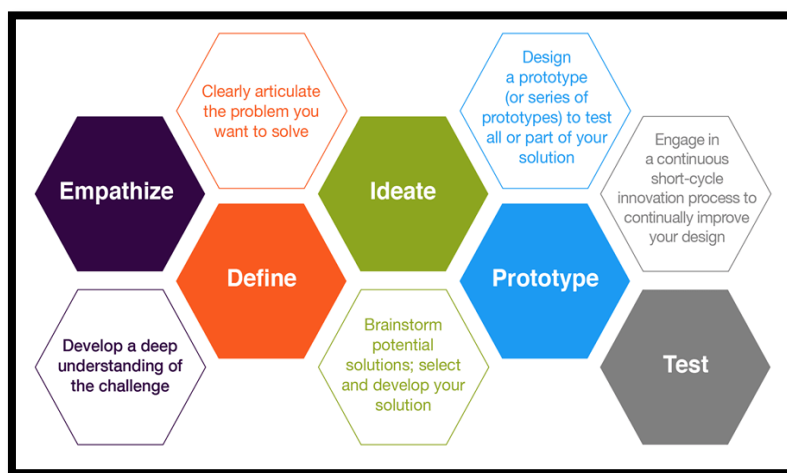 Empathize
Develop a deep
understanding of
the challenge
Clearly articulate
the problem you
want to solve
Define
Ideate
Brainstorm
potential
solutions; select
and develop your
solution
Design
a prototype
(or series of
prototypes) to test
all or part of your
solution
Prototype
Engage in
a continuous
short-cycle
innovation process to
continually improve
your design
Test